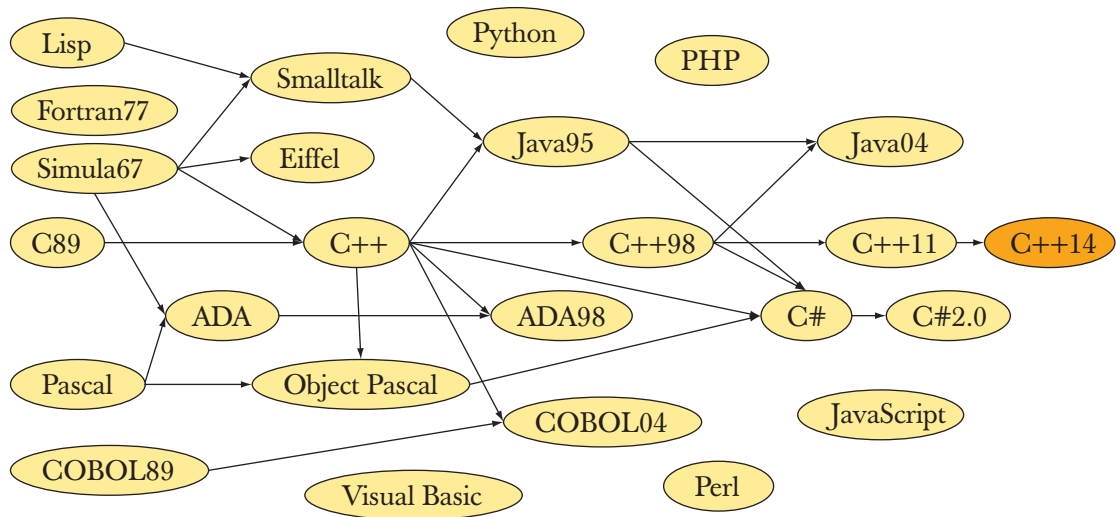 Lisp
Python
PHP
Smalltalk
Fortran77
Simula67
Eiffel
Java95
Java04
C89
C++
C++98
C++11
C++14
ADA
ADA98
C#
C#2.0
Pascal
Object Pascal
COBOL04
JavaScript
COBOL89
Visual Basic
Perl